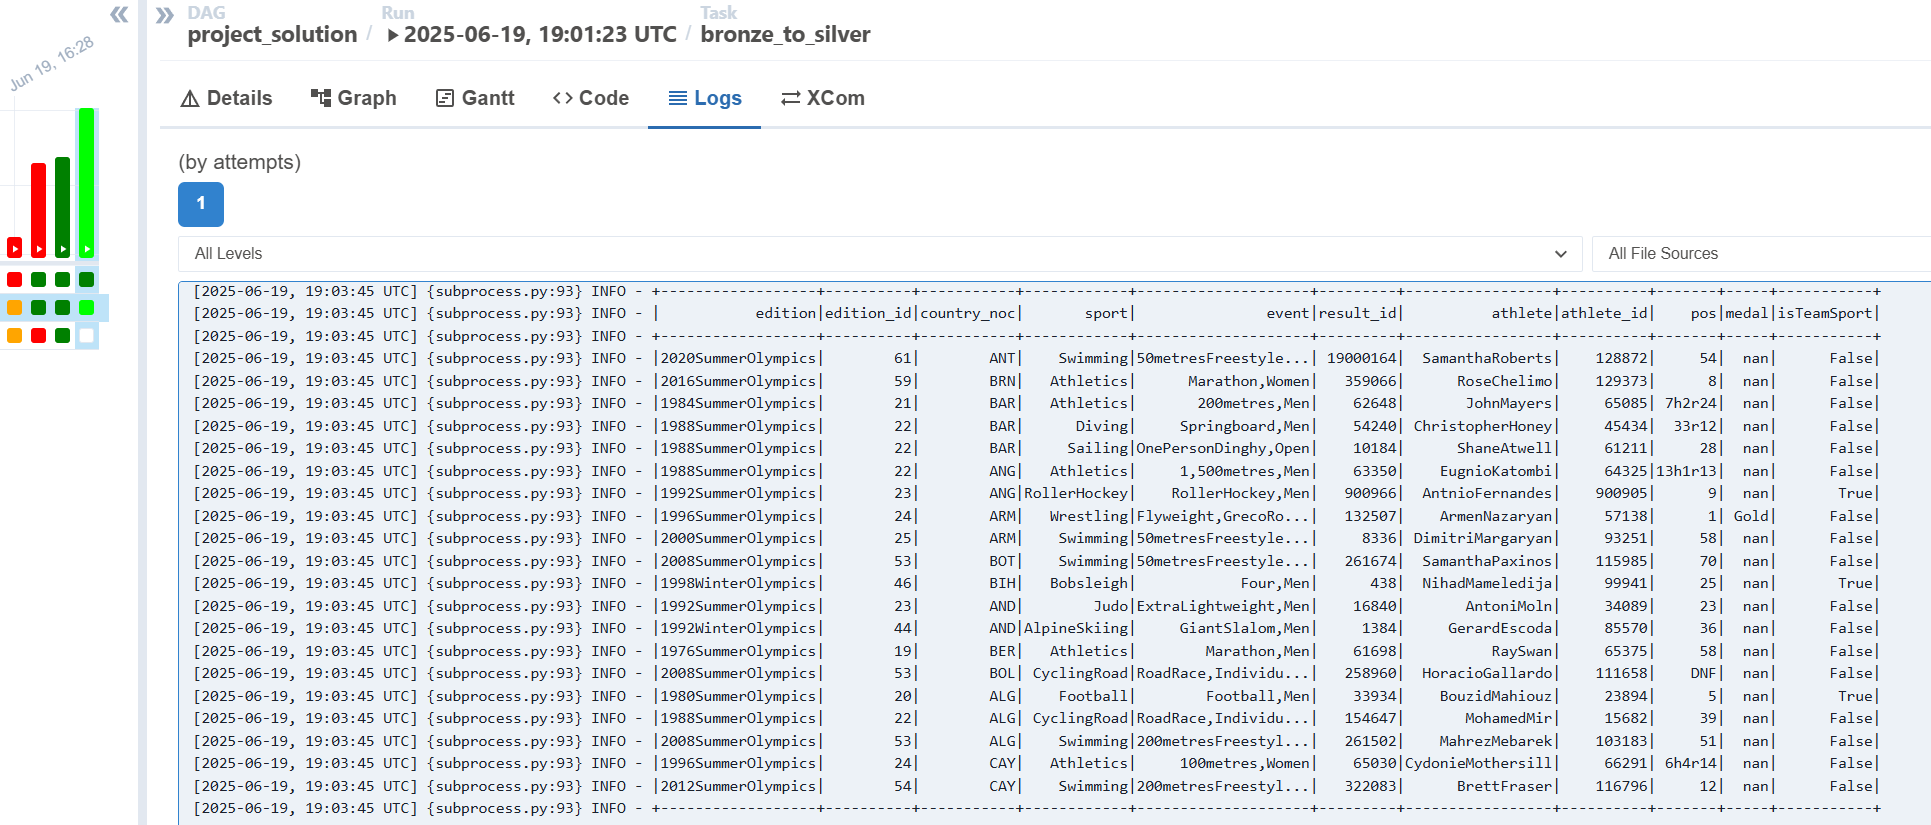 Jun 19, 16:28
DAG Run Task
project_solution / 2025-06-19, 19:01:23 UTC / bronze_to_silver
Details Graph Gantt Code Logs XCom
(by attempts)
1
All Levels All File Sources
[2025-06-19, 19:03:45 UTC] {subprocess.py:93} INFO - +-----------------+----------+-----------+------------+--------------------+---------+-----------------+----------+-------+-----+-----------+
[2025-06-19, 19:03:45 UTC] {subprocess.py:93} INFO - |          edition|edition_id|country_noc|       sport|               event|result_id|          athlete|athlete_id|    pos|medal|isTeamSport|
[2025-06-19, 19:03:45 UTC] {subprocess.py:93} INFO - +------------------+----------+-----------+------------+--------------------+---------+-----------------+----------+-------+-----+-----------+
[2025-06-19, 19:03:45 UTC] {subprocess.py:93} INFO - |2020SummerOlympics|        61|        ANT|    Swimming|50metresFreestyle...| 19000164|  SamanthaRoberts|    128872|     54|  nan|      False|
[2025-06-19, 19:03:45 UTC] {subprocess.py:93} INFO - |2016SummerOlympics|        59|        BRN|   Athletics|      Marathon,Women|   359066|      RoseChelimo|    129373|      8|  nan|      False|
[2025-06-19, 19:03:45 UTC] {subprocess.py:93} INFO - |1984SummerOlympics|        21|        BAR|   Athletics|       200metres,Men|    62648|       JohnMayers|     65085| 7h2r24|  nan|      False|
[2025-06-19, 19:03:45 UTC] {subprocess.py:93} INFO - |1988SummerOlympics|        22|        BAR|      Diving|     Springboard,Men|    54240| ChristopherHoney|     45434|  33r12|  nan|      False|
[2025-06-19, 19:03:45 UTC] {subprocess.py:93} INFO - |1988SummerOlympics|        22|        BAR|     Sailing|OnePersonDinghy,Open|    10184|      ShaneAtwell|     61211|     28|  nan|      False|
[2025-06-19, 19:03:45 UTC] {subprocess.py:93} INFO - |1988SummerOlympics|        22|        ANG|   Athletics|     1,500metres,Men|    63350|    EugnioKatombi|     64325|13h1r13|  nan|      False|
[2025-06-19, 19:03:45 UTC] {subprocess.py:93} INFO - |1992SummerOlympics|        23|        ANG|RollerHockey|    RollerHockey,Men|   900966|  AntnioFernandes|    900905|      9|  nan|       True|
[2025-06-19, 19:03:45 UTC] {subprocess.py:93} INFO - |1996SummerOlympics|        24|        ARM|   Wrestling|Flyweight,GrecoRo...|   132507|    ArmenNazaryan|     57138|      1| Gold|      False|
[2025-06-19, 19:03:45 UTC] {subprocess.py:93} INFO - |2000SummerOlympics|        25|        ARM|    Swimming|50metresFreestyle...|     8336| DimitriMargaryan|     93251|     58|  nan|      False|
[2025-06-19, 19:03:45 UTC] {subprocess.py:93} INFO - |2008SummerOlympics|        53|        BOT|    Swimming|50metresFreestyle...|   261674|  SamanthaPaxinos|    115985|     70|  nan|      False|
[2025-06-19, 19:03:45 UTC] {subprocess.py:93} INFO - |1998WinterOlympics|        46|        BIH|   Bobsleigh|            Four,Men|      438|  NihadMameledija|     99941|     25|  nan|       True|
[2025-06-19, 19:03:45 UTC] {subprocess.py:93} INFO - |1992SummerOlympics|        23|        AND|        Judo|ExtraLightweight,Men|    16840|       AntoniMoln|     34089|     23|  nan|      False|
[2025-06-19, 19:03:45 UTC] {subprocess.py:93} INFO - |1992WinterOlympics|        44|        AND|AlpineSkiing|     GiantSlalom,Men|     1384|     GerardEscoda|     85570|     36|  nan|      False|
[2025-06-19, 19:03:45 UTC] {subprocess.py:93} INFO - |1976SummerOlympics|        19|        BER|   Athletics|        Marathon,Men|    61698|          RaySwan|     65375|     58|  nan|      False|
[2025-06-19, 19:03:45 UTC] {subprocess.py:93} INFO - |2008SummerOlympics|        53|        BOL| CyclingRoad|RoadRace,Individu...|   258960|  HoracioGallardo|    111658|    DNF|  nan|      False|
[2025-06-19, 19:03:45 UTC] {subprocess.py:93} INFO - |1980SummerOlympics|        20|        ALG|    Football|        Football,Men|    33934|    BouzidMahiouz|     23894|      5|  nan|       True|
[2025-06-19, 19:03:45 UTC] {subprocess.py:93} INFO - |1988SummerOlympics|        22|        ALG| CyclingRoad|RoadRace,Individu...|   154647|       MohamedMir|     15682|     39|  nan|      False|
[2025-06-19, 19:03:45 UTC] {subprocess.py:93} INFO - |2008SummerOlympics|        53|        ALG|    Swimming|200metresFreestyl...|   261502|    MahrezMebarek|    103183|     51|  nan|      False|
[2025-06-19, 19:03:45 UTC] {subprocess.py:93} INFO - |1996SummerOlympics|        24|        CAY|   Athletics|      100metres,Women|    65030|CydonieMothersill|     66291| 6h4r14|  nan|      False|
[2025-06-19, 19:03:45 UTC] {subprocess.py:93} INFO - |2012SummerOlympics|        54|        CAY|    Swimming|200metresFreestyl...|   322083|      BrettFraser|    116796|     12|  nan|      False|
[2025-06-19, 19:03:45 UTC] {subprocess.py:93} INFO - +------------------+----------+-----------+------------+--------------------+---------+-----------------+----------+-------+-----+-----------+